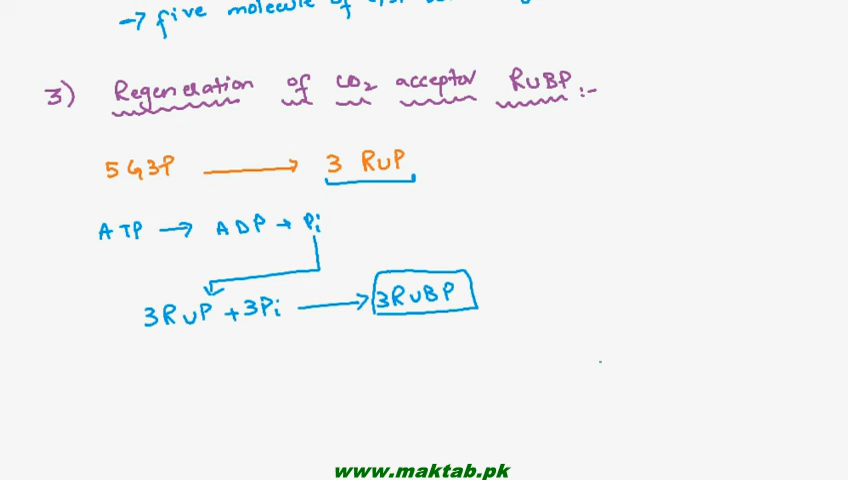 → five molecule of
3) Regeneration of CO2 acceptor RUBP :-
5 G3P → 3 RUP
ATP → ADP + Pi
3RUP + 3Pi → 3RUBP
www.maktab.pk